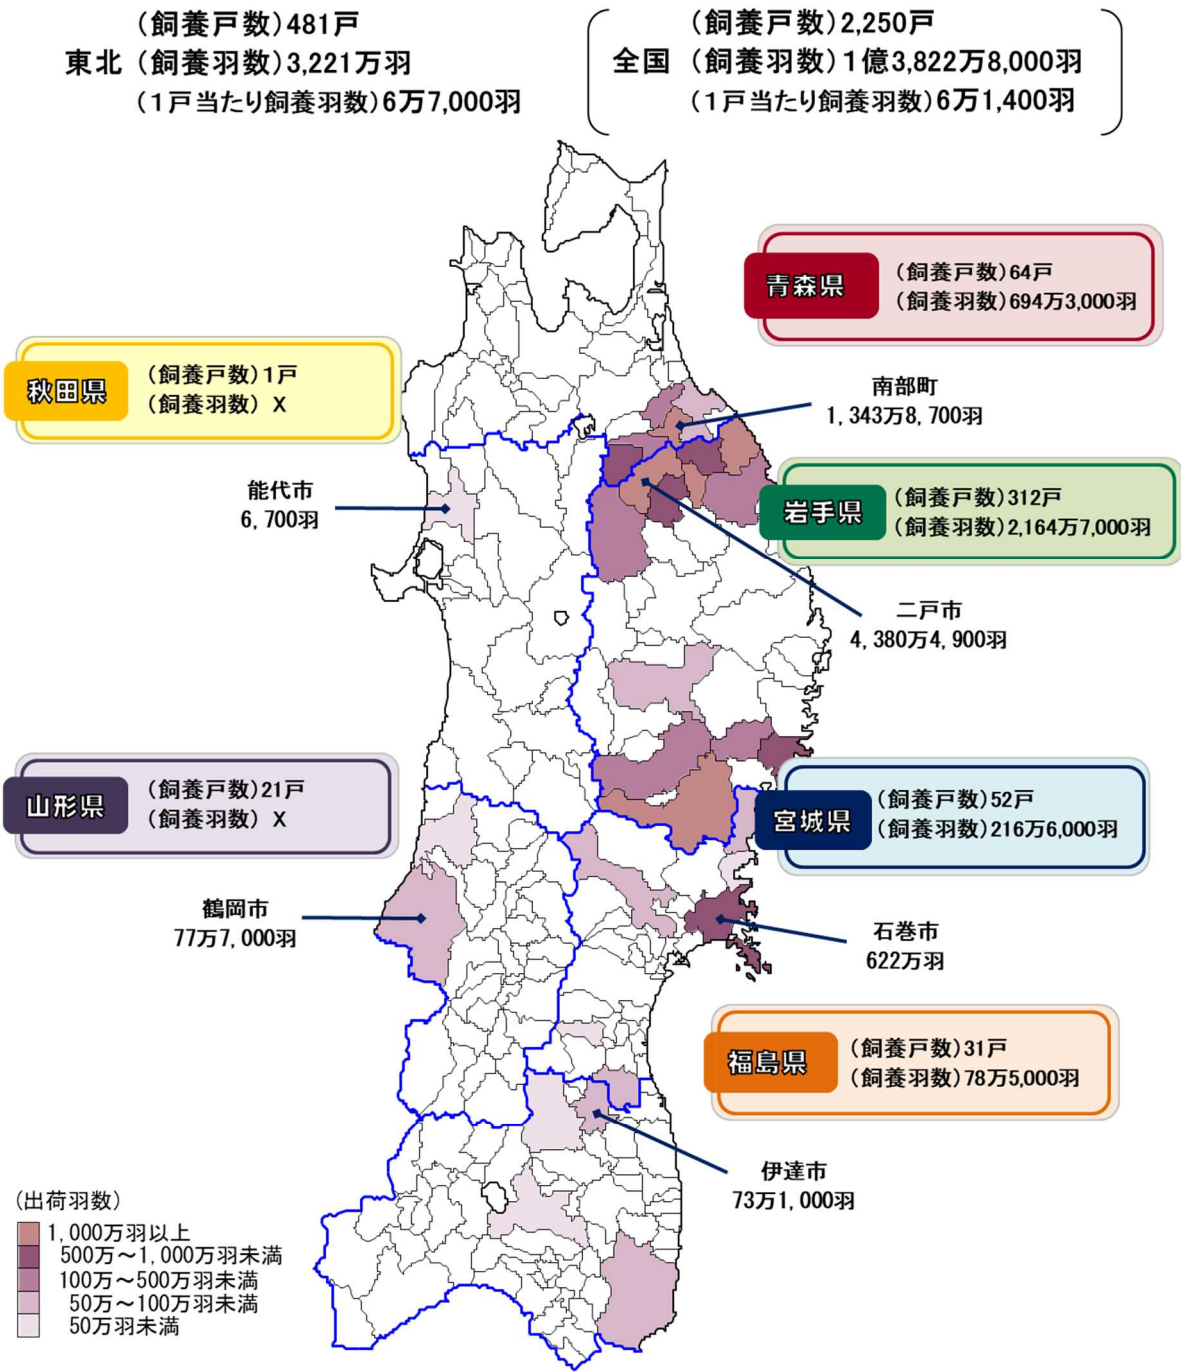 (飼養戸数)481戸
東北 (飼養羽数)3,221万羽
(1戸当たり飼養羽数)6万7,000羽
(飼養戸数)2,250戸
全国 (飼養羽数)1億3,822万8,000羽
(1戸当たり飼養羽数)6万1,400羽
青森県
(飼養戸数)64戸
(飼養羽数)694万3,000羽
秋田県
(飼養戸数)1戸
(飼養羽数) X
南部町
1,343万8,700羽
能代市
6,700羽
岩手県
(飼養戸数)312戸
(飼養羽数)2,164万7,000羽
二戸市
4,380万4,900羽
山形県
(飼養戸数)21戸
(飼養羽数) X
宮城県
(飼養戸数)52戸
(飼養羽数)216万6,000羽
鶴岡市
77万7,000羽
石巻市
622万羽
福島県
(飼養戸数)31戸
(飼養羽数)78万5,000羽
伊達市
73万1,000羽
(出荷羽数)
1,000万羽以上
500万～1,000万羽未満
100万～500万羽未満
50万～100万羽未満
50万羽未満